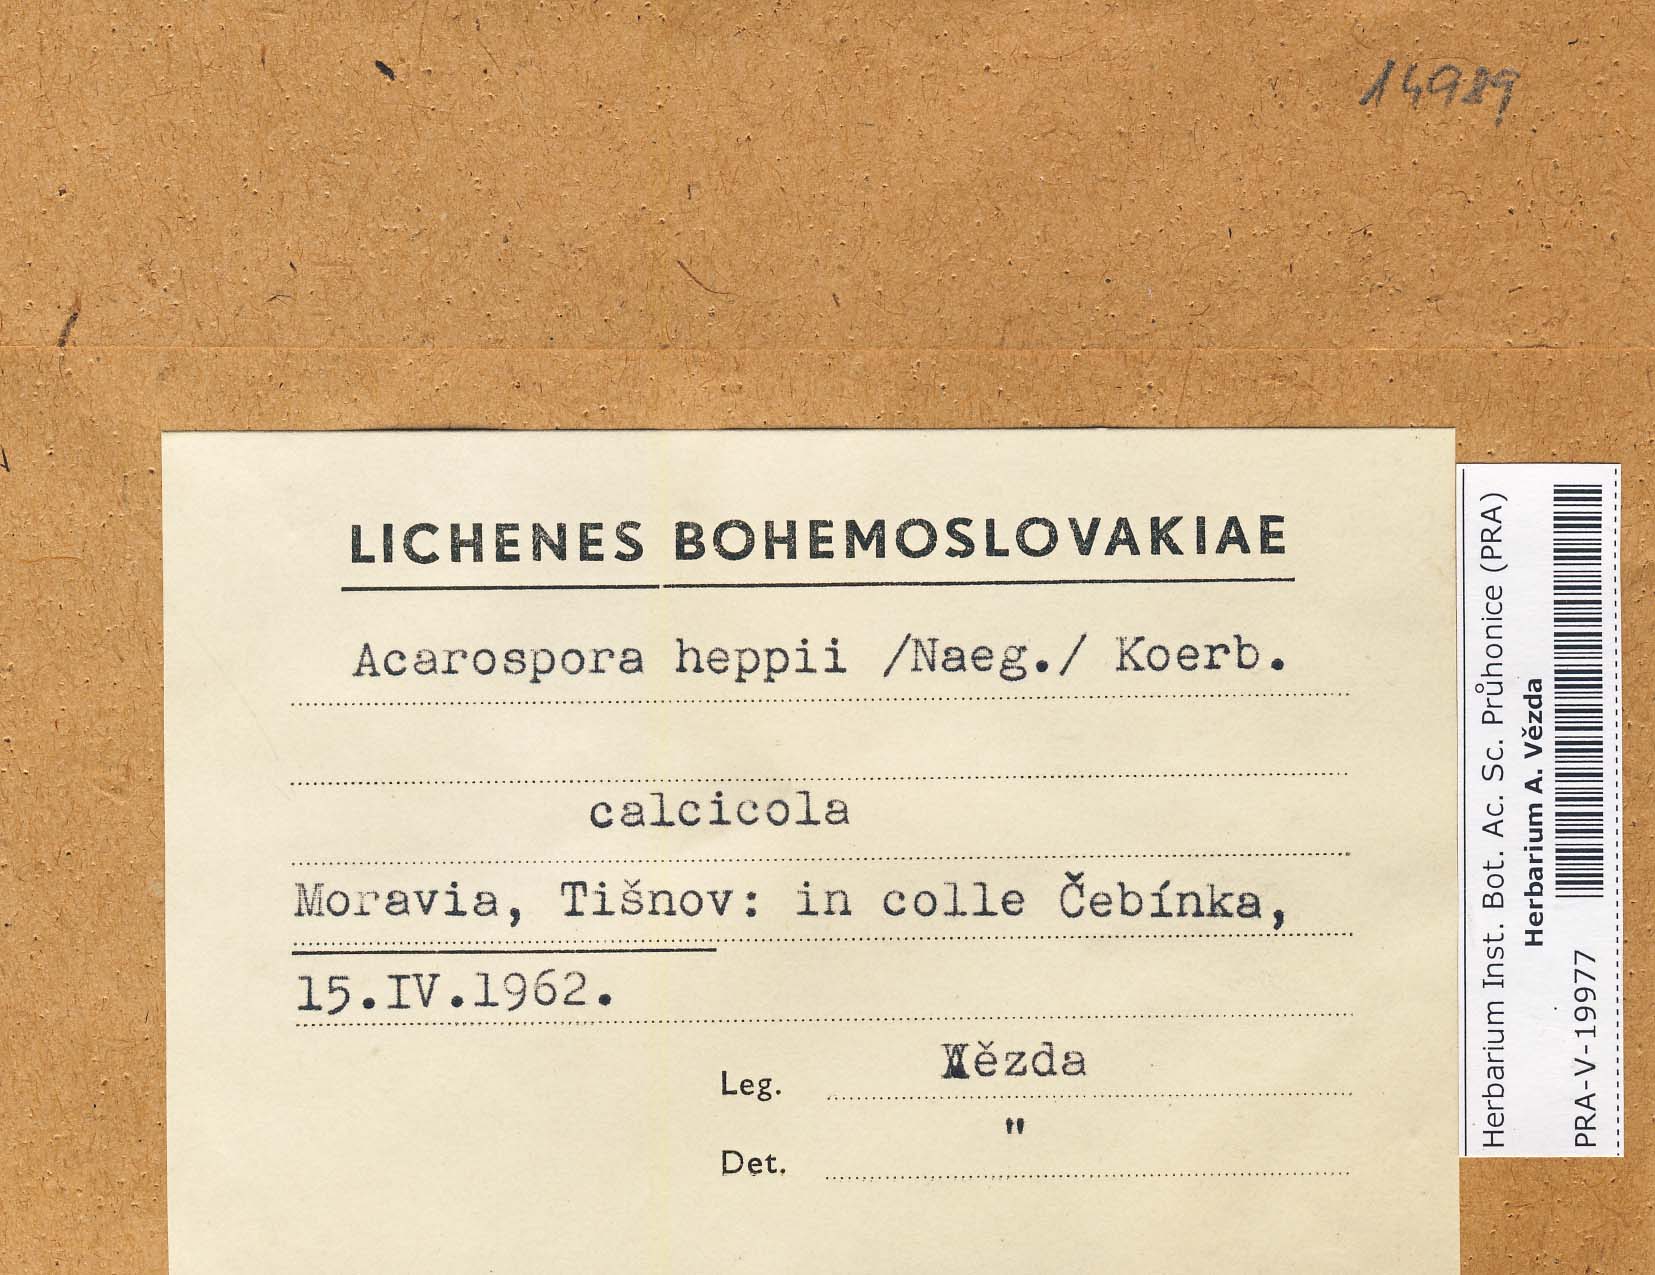 14989
LICHENES BOHEMOSLOVAKIAE
Acarospora heppii /Naeg./ Koerb.
calcicola
Moravia, Tišnov: in colle Čebínka,
15.IV.1962.
Leg. Vězda
Det. "
Herbarium Inst. Bot. Ac. Sc. Průhonice (PRA)
Herbarium A. Vězda
PRA-V-19977